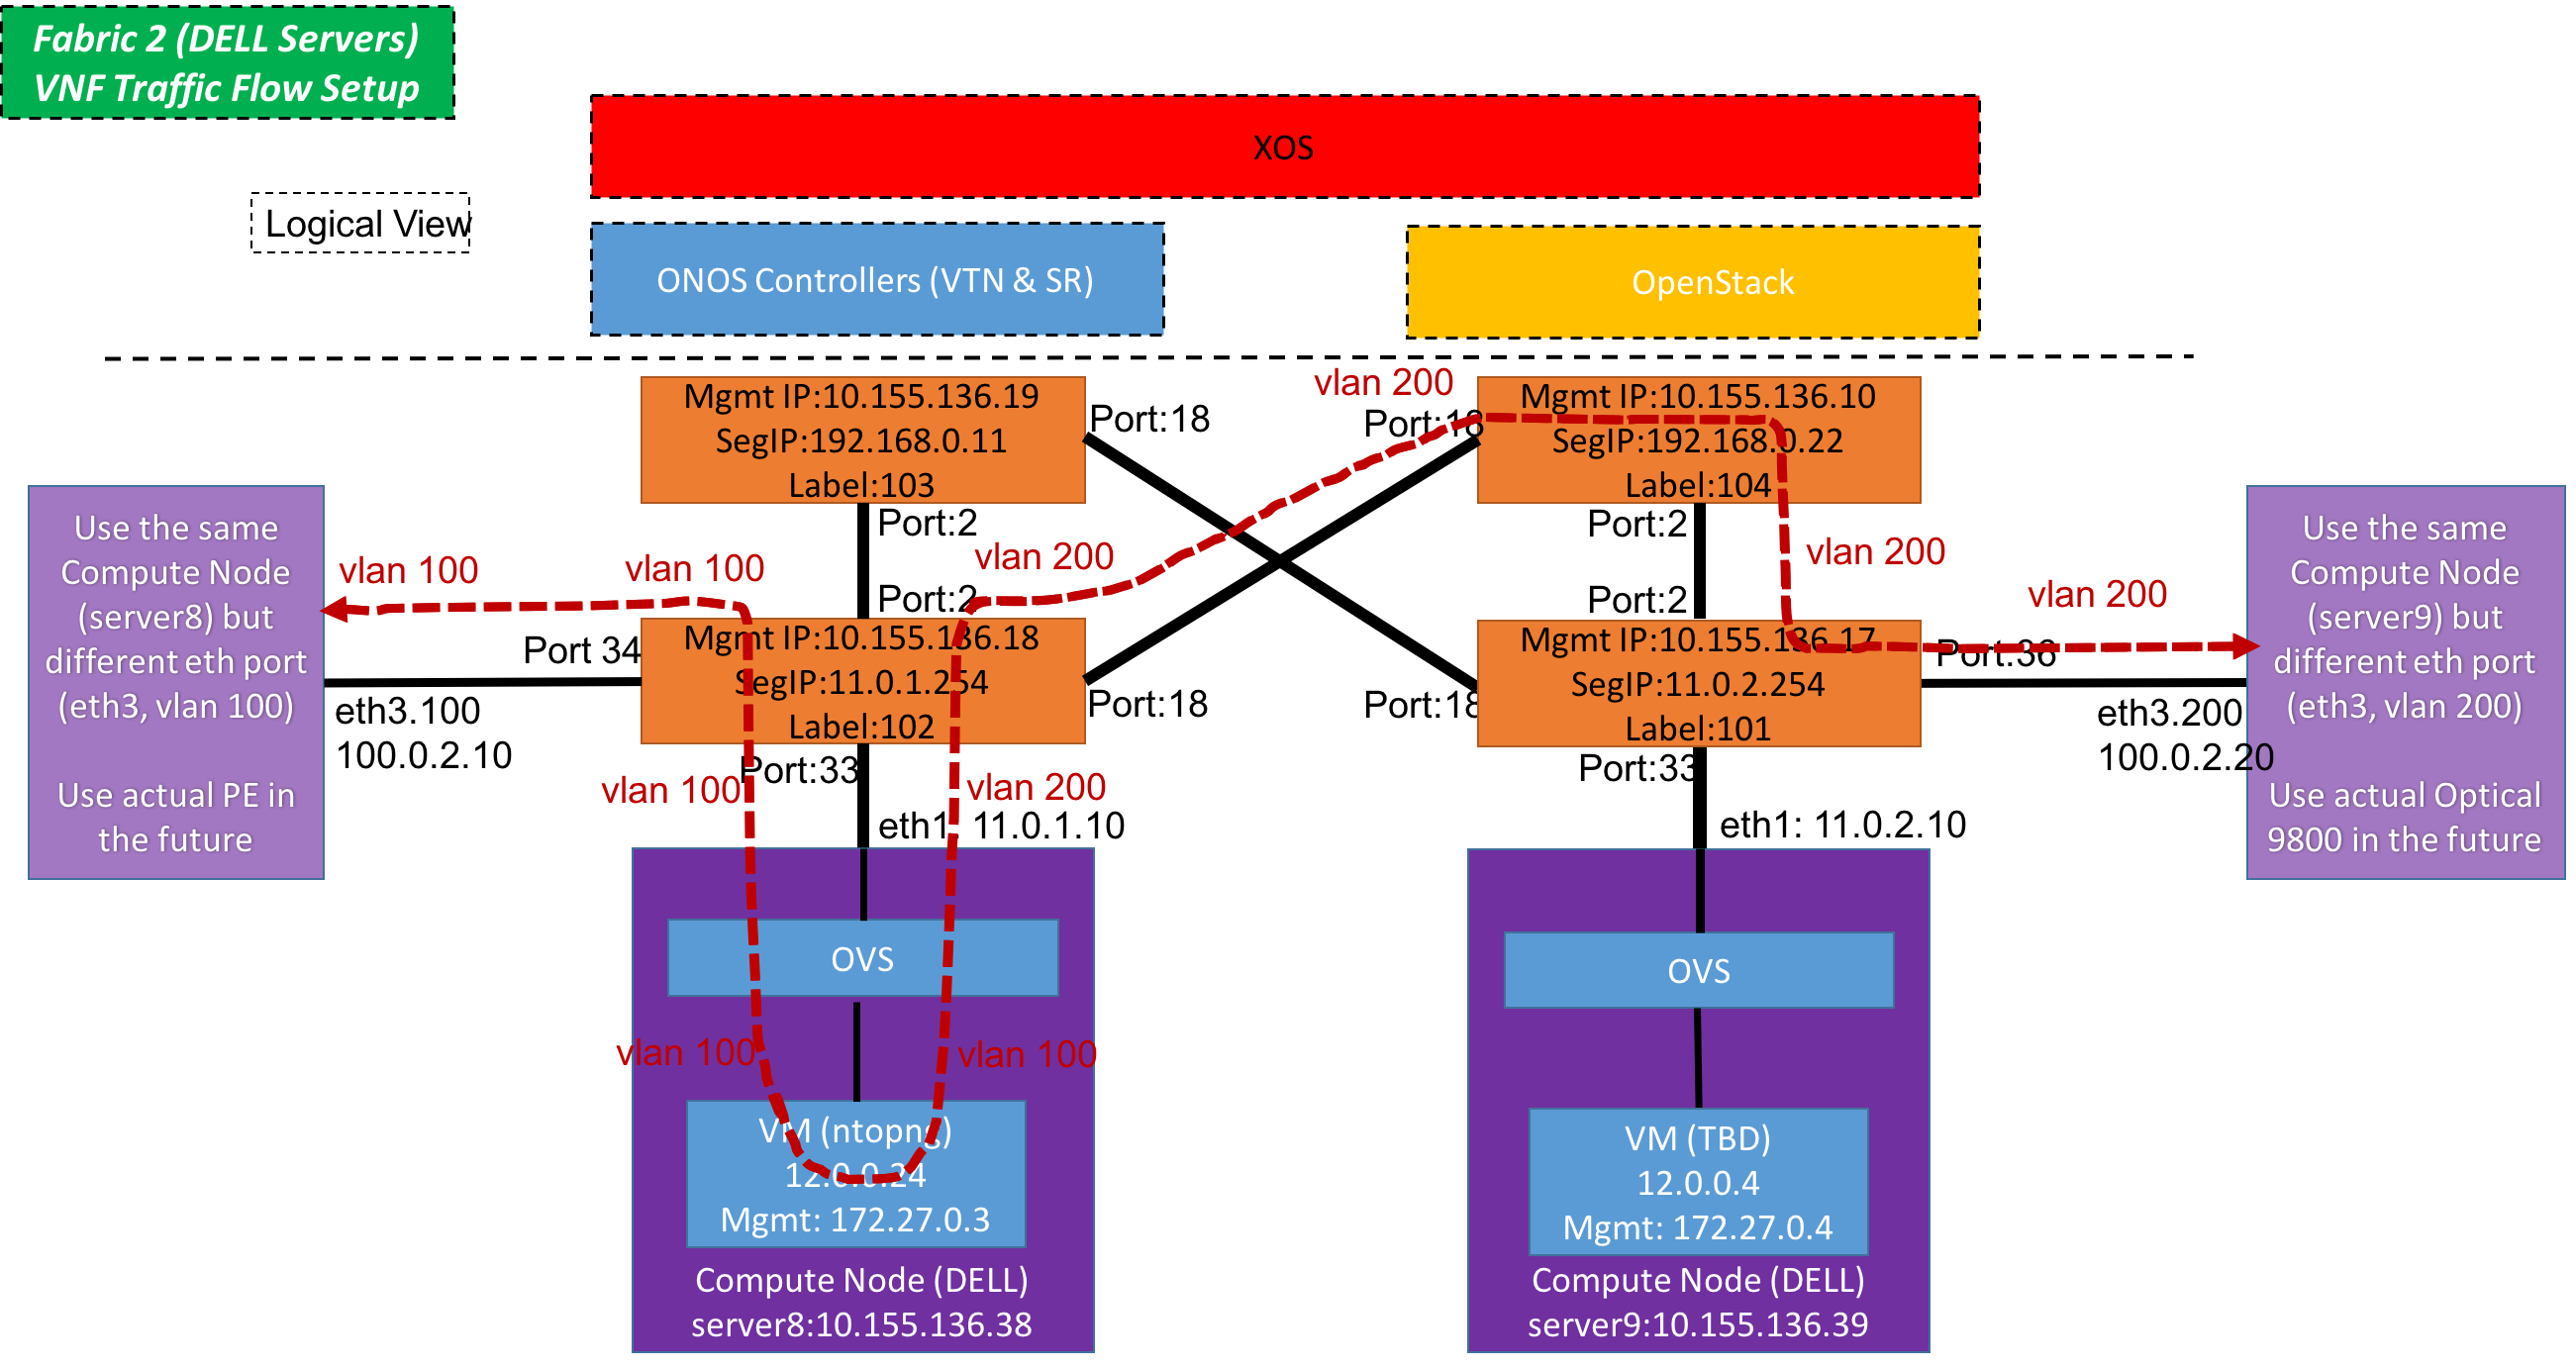 Fabric 2 (DELL Servers)
VNF Traffic Flow Setup
XOS
Logical View
ONOS Controllers (VTN & SR)
OpenStack
Mgmt IP:10.155.136.19
SegIP:192.168.0.11
Label:103
Port:18
vlan 200
Port:18
Mgmt IP:10.155.136.10
SegIP:192.168.0.22
Label:104
Port:2
vlan 200
Port:2
vlan 200
Port:2
Port:2
Use the same
Compute Node
(server8) but
different eth port
(eth3, vlan 100)
Use actual PE in
the future
vlan 100
vlan 100
Port 34
eth3.100
100.0.2.10
Mgmt IP:10.155.136.18
SegIP:11.0.1.254
Label:102
Port:18
Port:18
Mgmt IP:10.155.136.17
SegIP:11.0.2.254
Label:101
vlan 200
Port:36
eth3.200
100.0.2.20
Use the same
Compute Node
(server9) but
different eth port
(eth3, vlan 200)
Use actual Optical
9800 in the future
Port:33
vlan 100
vlan 200
eth1: 11.0.1.10
Port:33
eth1: 11.0.2.10
OVS
vlan 100
vlan 100
VM (ntopng)
12.0.0.24
Mgmt: 172.27.0.3
Compute Node (DELL)
server8:10.155.136.38
OVS
VM (TBD)
12.0.0.4
Mgmt: 172.27.0.4
Compute Node (DELL)
server9:10.155.136.39